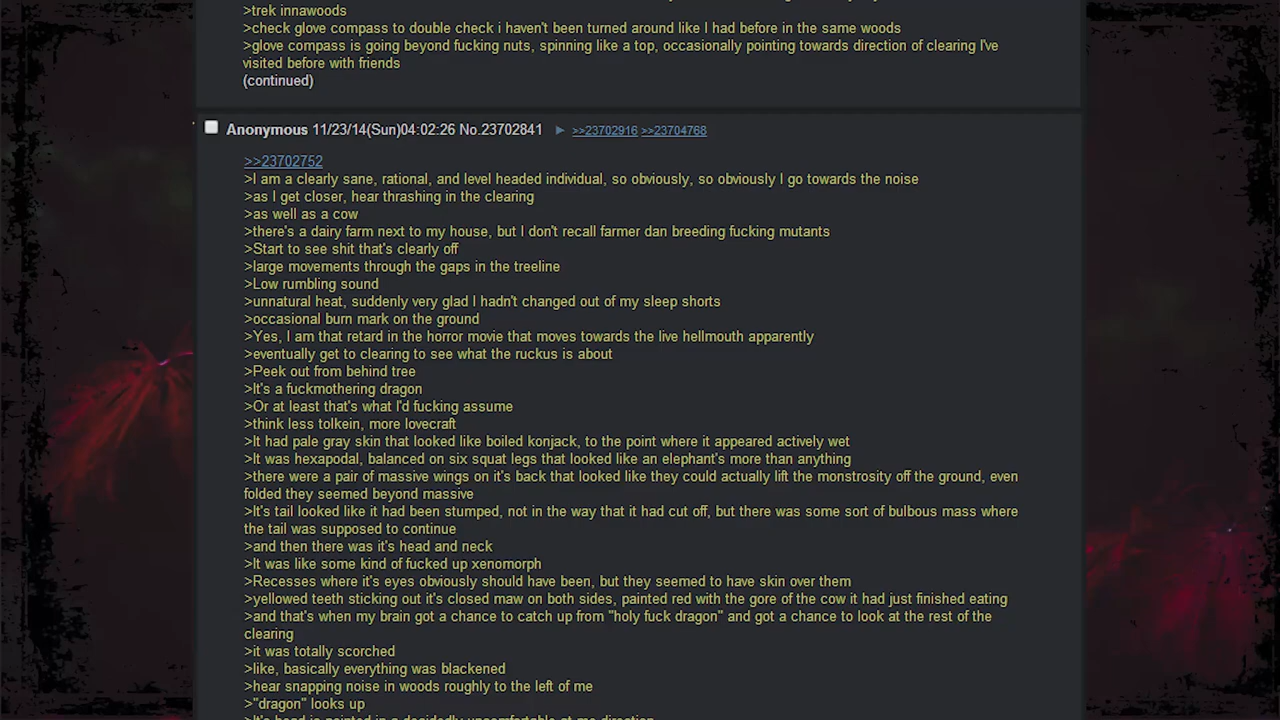 >trek innawoods
>check glove compass to double check i haven't been turned around like I had before in the same woods
>glove compass is going beyond fucking nuts, spinning like a top, occasionally pointing towards direction of clearing I've
visited before with friends
(continued)
Anonymous 11/23/14(Sun)04:02:26 No.23702841 ▶ >>23702916 >>23704768
>>23702752
>I am a clearly sane, rational, and level headed individual, so obviously, so obviously I go towards the noise
>as I get closer, hear thrashing in the clearing
>as well as a cow
>there's a dairy farm next to my house, but I don't recall farmer dan breeding fucking mutants
>Start to see shit that's clearly off
>large movements through the gaps in the treeline
>Low rumbling sound
>unnatural heat, suddenly very glad I hadn't changed out of my sleep shorts
>occasional burn mark on the ground
>Yes, I am that retard in the horror movie that moves towards the live hellmouth apparently
>eventually get to clearing to see what the ruckus is about
>Peek out from behind tree
>It's a fuckmothering dragon
>Or at least that's what I'd fucking assume
>think less tolkein, more lovecraft
>It had pale gray skin that looked like boiled konjack, to the point where it appeared actively wet
>It was hexapodal, balanced on six squat legs that looked like an elephant's more than anything
>there were a pair of massive wings on it's back that looked like they could actually lift the monstrosity off the ground, even
folded they seemed beyond massive
>It's tail looked like it had been stumped, not in the way that it had cut off, but there was some sort of bulbous mass where
the tail was supposed to continue
>and then there was it's head and neck
>It was like some kind of fucked up xenomorph
>Recesses where it's eyes obviously should have been, but they seemed to have skin over them
>yellowed teeth sticking out it's closed maw on both sides, painted red with the gore of the cow it had just finished eating
>and that's when my brain got a chance to catch up from "holy fuck dragon" and got a chance to look at the rest of the
clearing
>it was totally scorched
>like, basically everything was blackened
>hear snapping noise in woods roughly to the left of me
>"dragon" looks up
>It's head is pointed in a decidedly uncomfortable at me direction